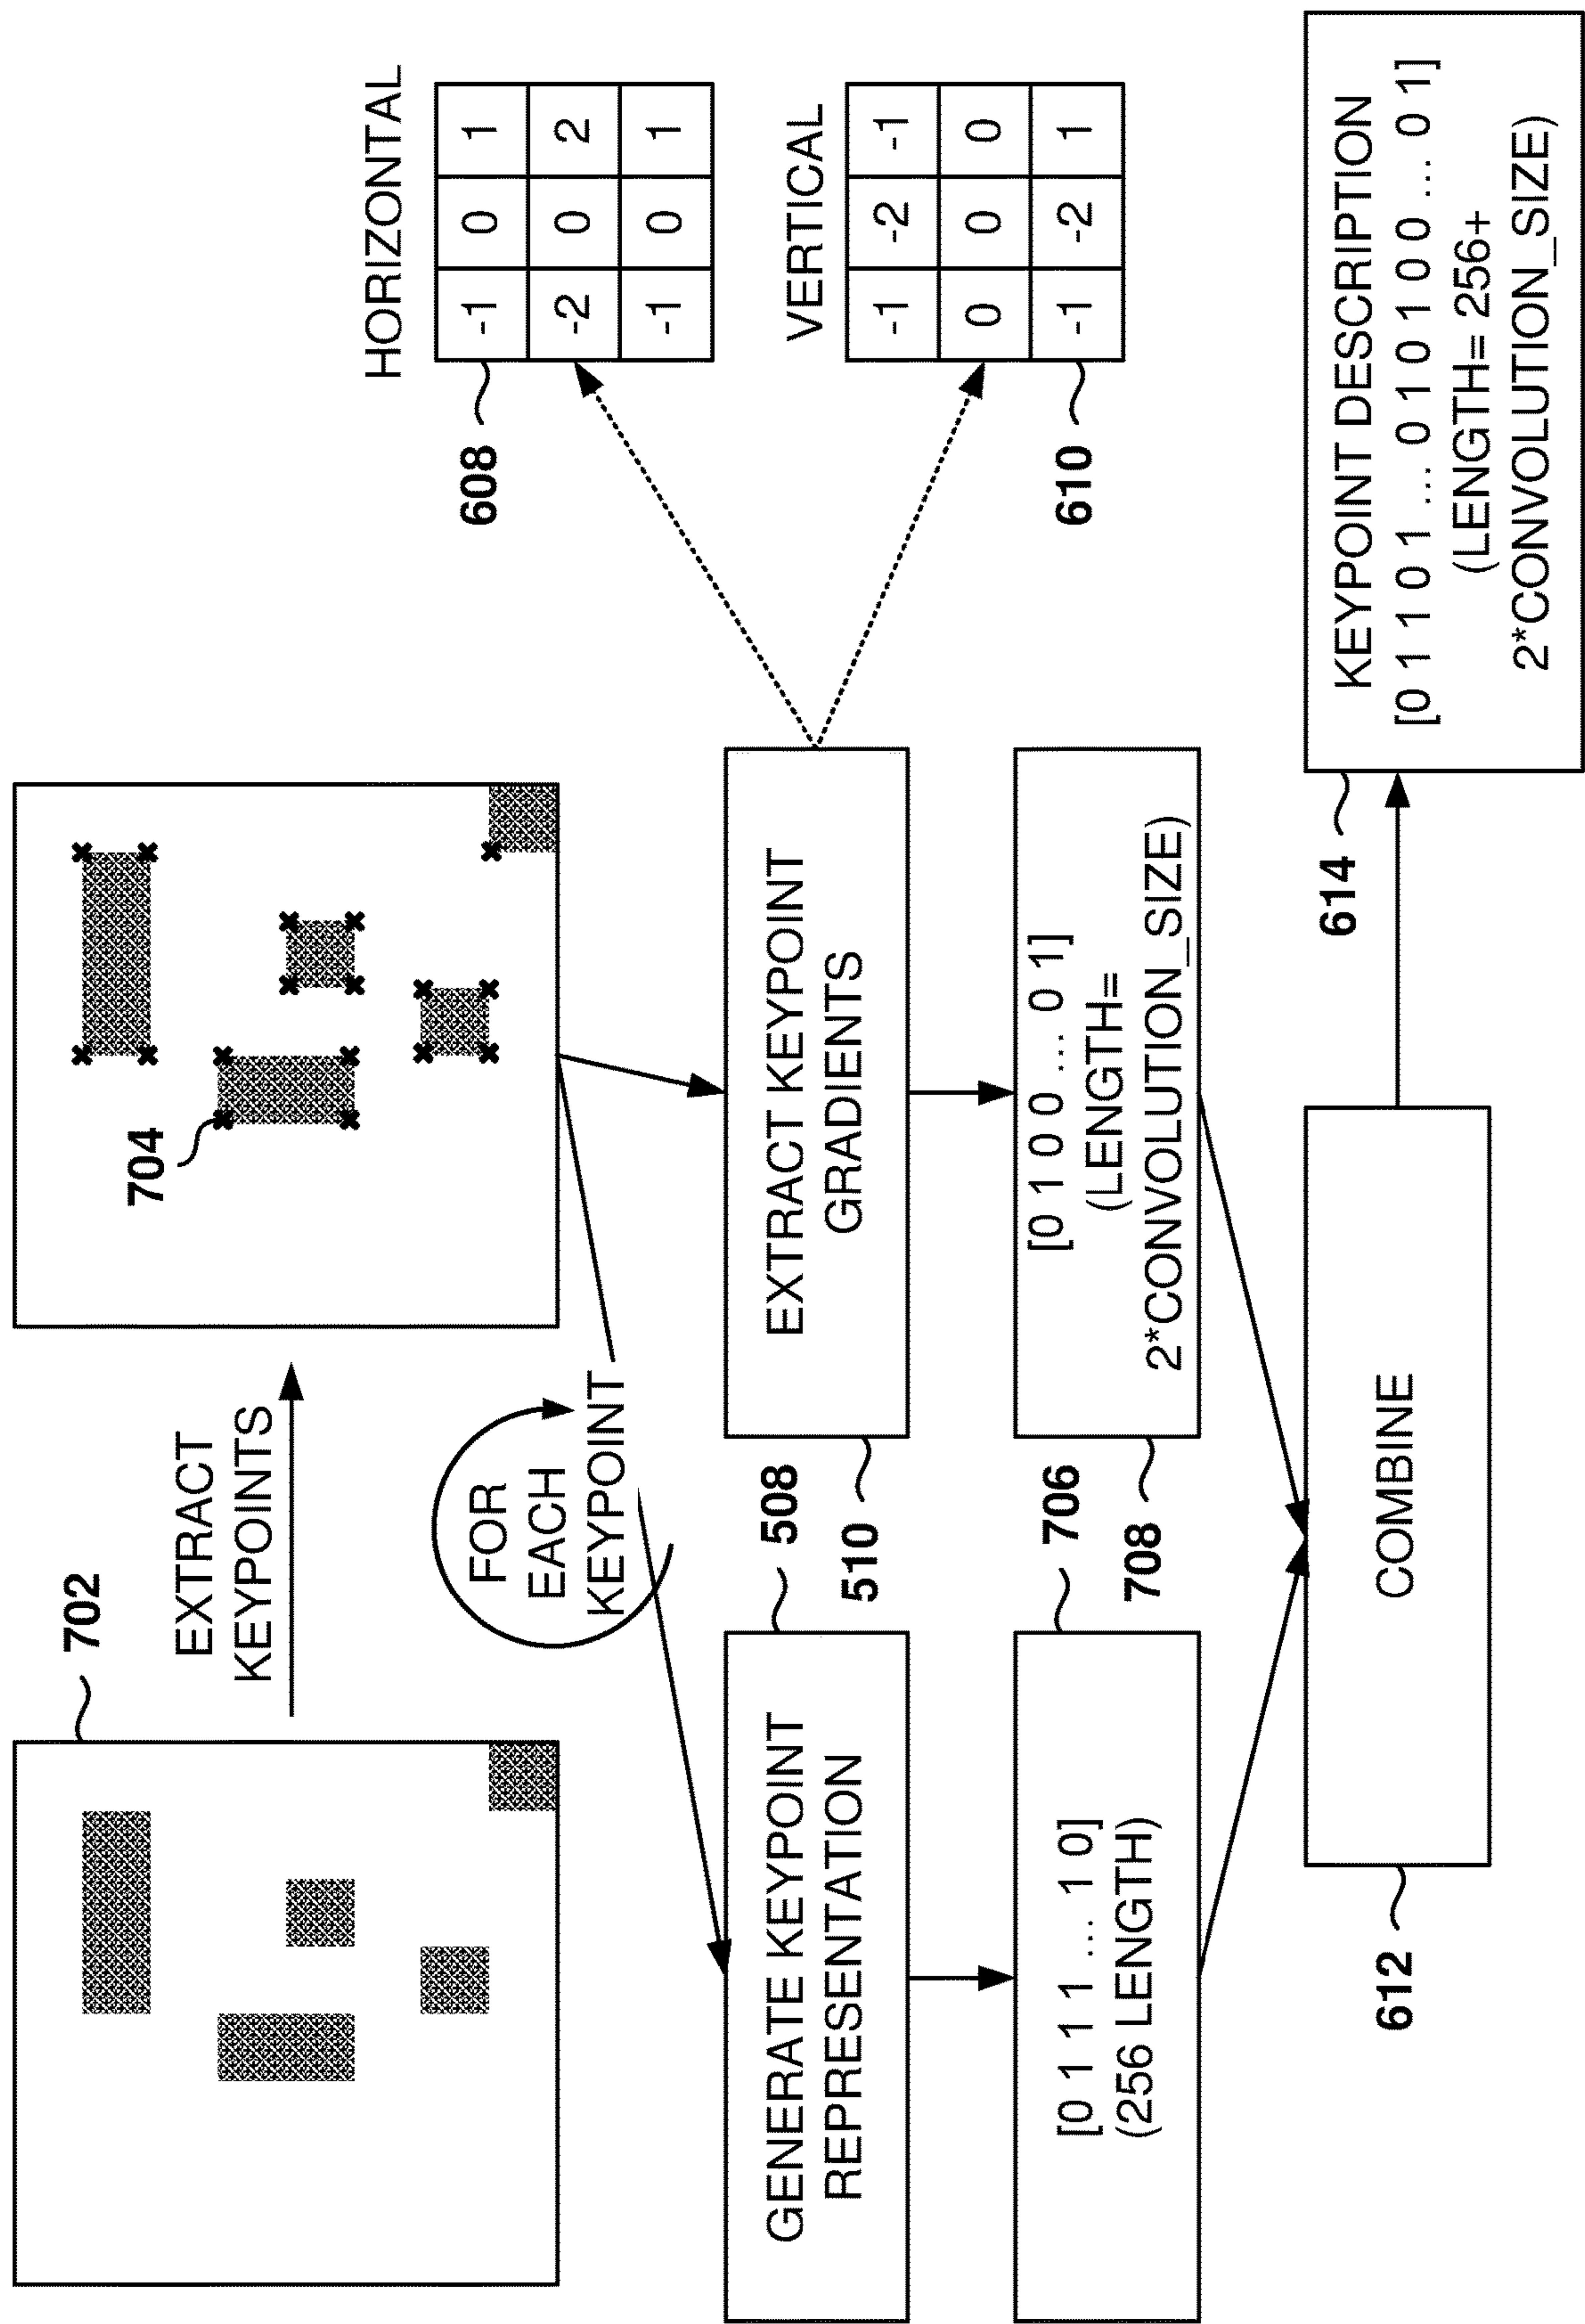 702
EXTRACT
KEYPOINTS
704
FOR
EACH
KEYPOINT
HORIZONTAL
-1 0 1
-2 0 2
-1 0 1
608
VERTICAL
-1 -2 -1
0 0 0
-1 -2 1
610
GENERATE KEYPOINT
REPRESENTATION
508
EXTRACT KEYPOINT
GRADIENTS
510
[0 1 1 1 ... 1 0]
(256 LENGTH)
706
[0 1 0 0 ... 0 1]
(LENGTH=
2*CONVOLUTION_SIZE)
708
COMBINE
612
614
KEYPOINT DESCRIPTION
[0 1 1 0 1 ... 0 1 0 1 0 0 ... 0 1]
(LENGTH= 256+
2*CONVOLUTION_SIZE)